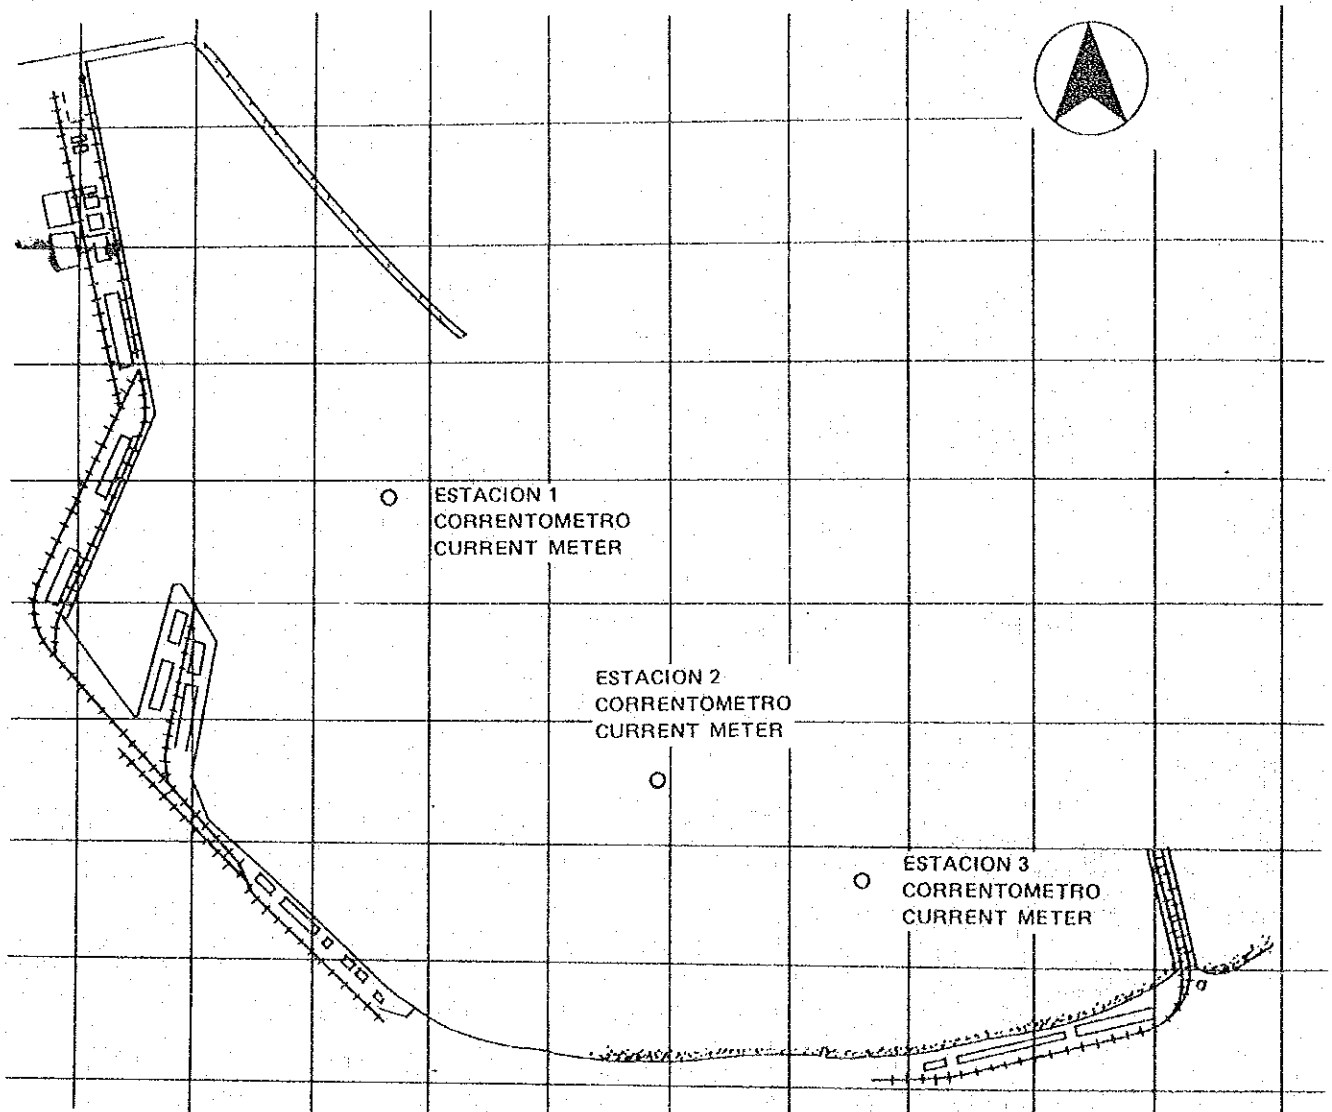 ESTACION 1
CORRENTOMETRO
CURRENT METER
ESTACION 2
CORRENTOMETRO
CURRENT METER
ESTACION 3
CORRENTOMETRO
CURRENT METER